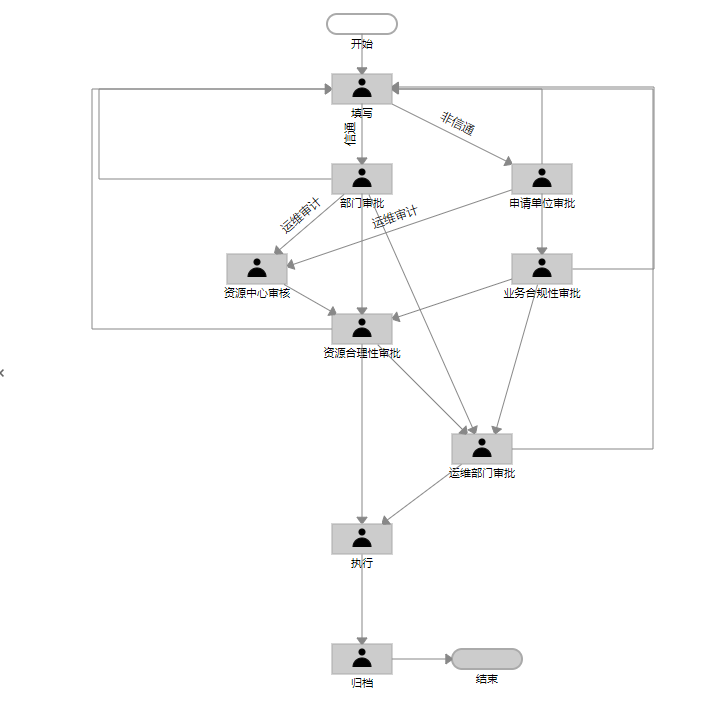 开始
填写
信通
非信通
部门审批
申请单位审批
运维审计
运维审计
资源中心审核
业务合规性审批
资源合理性审批
运维部门审批
执行
归档
结束